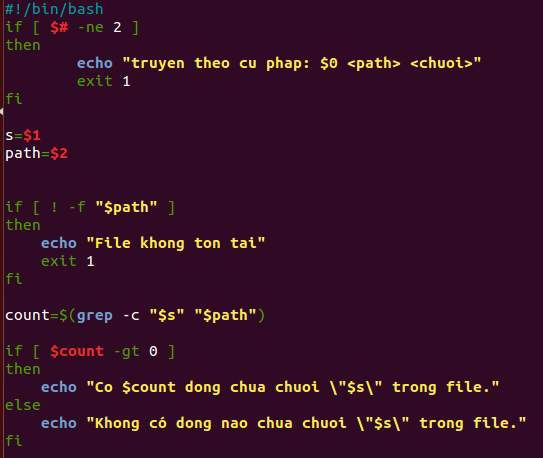 #!/bin/bash
if [ $# -ne 2 ]
then
        echo "truyen theo cu phap: $0 <path> <chuoi>"
        exit 1
fi

s=$1
path=$2


if [ ! -f "$path" ]
then
    echo "File khong ton tai"
    exit 1
fi

count=$(grep -c "$s" "$path")

if [ $count -gt 0 ]
then
    echo "Co $count dong chua chuoi \"$s\" trong file."
else
    echo "Khong có dong nao chua chuoi \"$s\" trong file."
fi